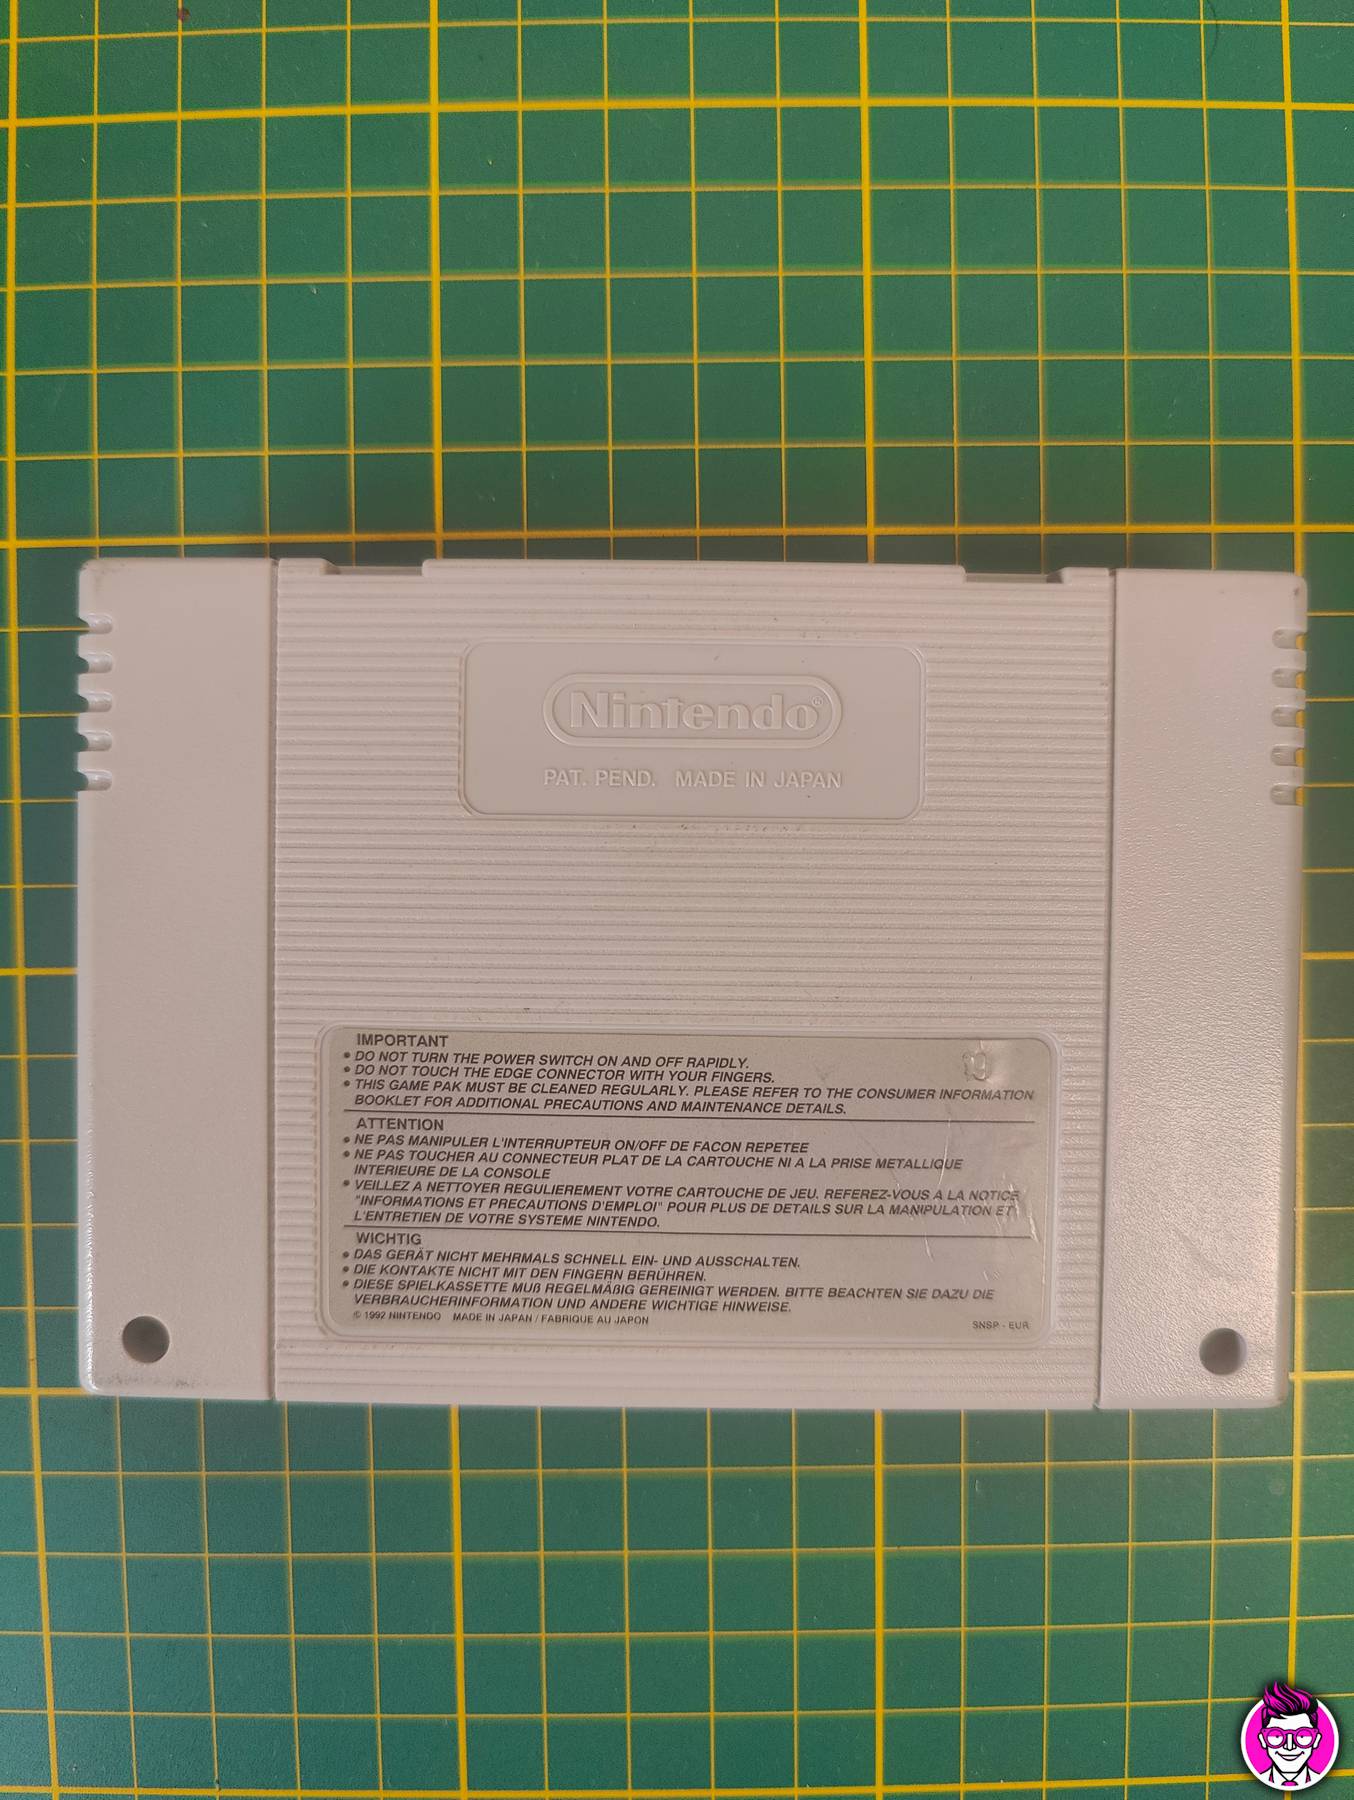 Nintendo®
PAT. PEND. MADE IN JAPAN
IMPORTANT
• DO NOT TURN THE POWER SWITCH ON AND OFF RAPIDLY.
• DO NOT TOUCH THE EDGE CONNECTOR WITH YOUR FINGERS.
• THIS GAME PAK MUST BE CLEANED REGULARLY. PLEASE REFER TO THE CONSUMER INFORMATION
BOOKLET FOR ADDITIONAL PRECAUTIONS AND MAINTENANCE DETAILS.
ATTENTION
• NE PAS MANIPULER L'INTERRUPTEUR ON/OFF DE FACON REPETEE
• NE PAS TOUCHER AU CONNECTEUR PLAT DE LA CARTOUCHE NI A LA PRISE METALLIQUE
INTERIEURE DE LA CONSOLE
• VEILLEZ A NETTOYER REGULIEREMENT VOTRE CARTOUCHE DE JEU. REFEREZ-VOUS A LA NOTICE
"INFORMATIONS ET PRECAUTIONS D'EMPLOI" POUR PLUS DE DETAILS SUR LA MANIPULATION ET
L'ENTRETIEN DE VOTRE SYSTEME NINTENDO.
WICHTIG
• DAS GERÄT NICHT MEHRMALS SCHNELL EIN- UND AUSSCHALTEN.
• DIE KONTAKTE NICHT MIT DEN FINGERN BERÜHREN.
• DIESE SPIELKASSETTE MUß REGELMÄßIG GEREINIGT WERDEN. BITTE BEACHTEN SIE DAZU DIE
VERBRAUCHERINFORMATION UND ANDERE WICHTIGE HINWEISE.
© 1992 NINTENDO MADE IN JAPAN / FABRIQUE AU JAPON
SNSP - EUR